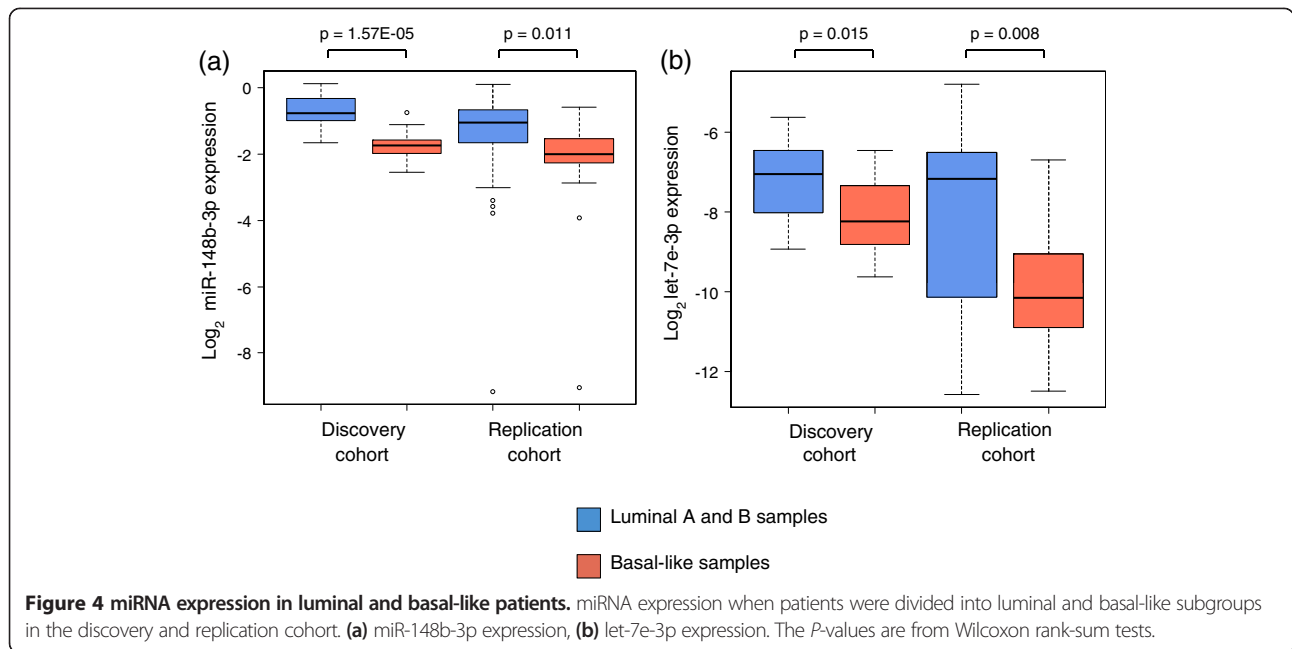 p = 1.57E-05
p = 0.011
p = 0.015
p = 0.008
(a)
(b)
Log2 miR-148b-3p expression
0
-2
-4
-6
-8
Discovery cohort
Replication cohort
Log2 let-7e-3p expression
-6
-8
-10
-12
Discovery cohort
Replication cohort
Luminal A and B samples
Basal-like samples
Figure 4 miRNA expression in luminal and basal-like patients. miRNA expression when patients were divided into luminal and basal-like subgroups
in the discovery and replication cohort. (a) miR-148b-3p expression, (b) let-7e-3p expression. The P-values are from Wilcoxon rank-sum tests.